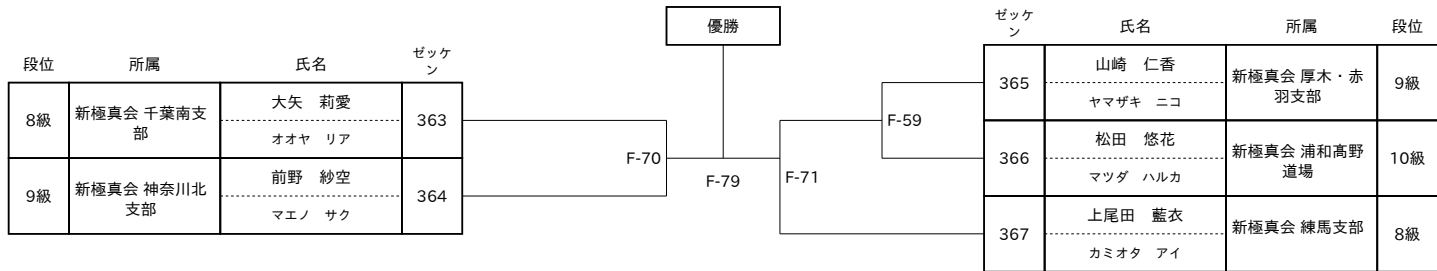 優勝
段位 所属 氏名 ゼッケ
ン
8級 新極真会 千葉南支
部 大矢 莉愛
オオヤ リア 363
9級 新極真会 神奈川北
支部 前野 紗空
マエノ サク 364
F-70
F-79
F-71
F-59
ゼッケ
ン 氏名 所属 段位
365 山崎 仁香
ヤマザキ ニコ 新極真会 厚木・赤
羽支部 9級
366 松田 悠花
マツダ ハルカ 新極真会 浦和髙野
道場 10級
367 上尾田 藍衣
カミオタ アイ 新極真会 練馬支部 8級